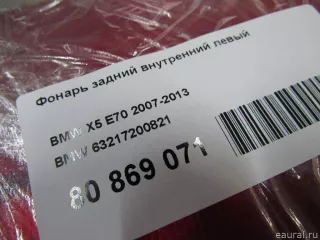 Фонарь задний внутренний левый
BMW X5 E70 2007-2013
BMW 63217200821
80 869 071
eaural.ru